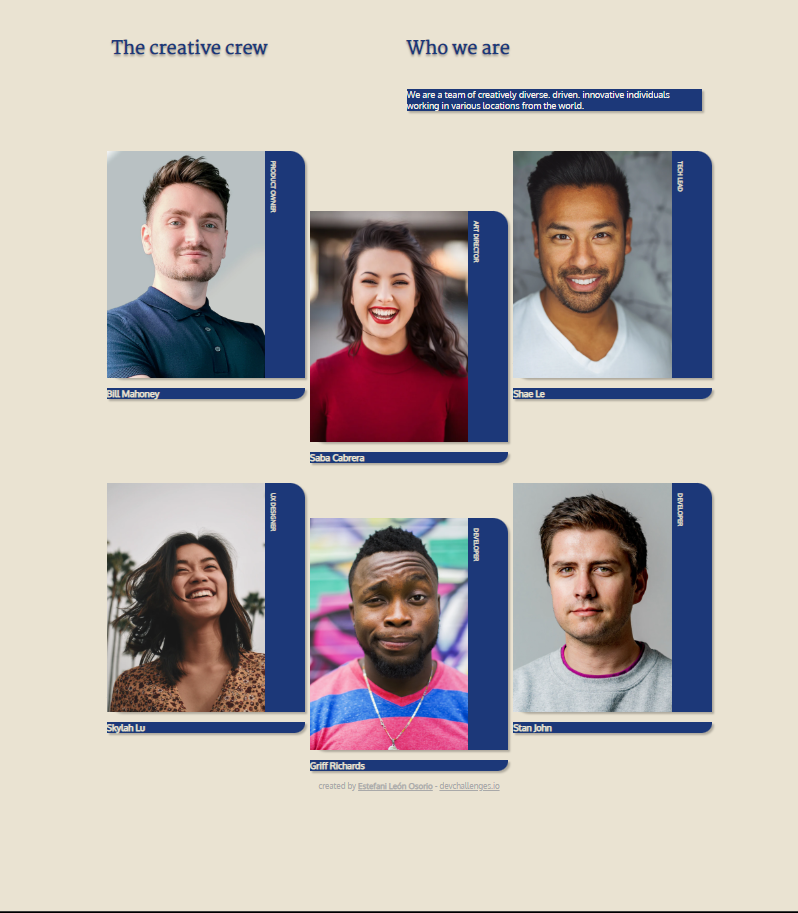 The creative crew
Who we are
We are a team of creatively diverse. driven. innovative individuals
working in various locations from the world.
PRODUCT OWNER
Bill Mahoney
ART DIRECTOR
Saba Cabrera
TECH LEAD
Shae Le
UX DESIGNER
Skylah Lu
DEVELOPER
Griff Richards
DEVELOPER
Stan John
created by Estefani León Osorio - devchallenges.io